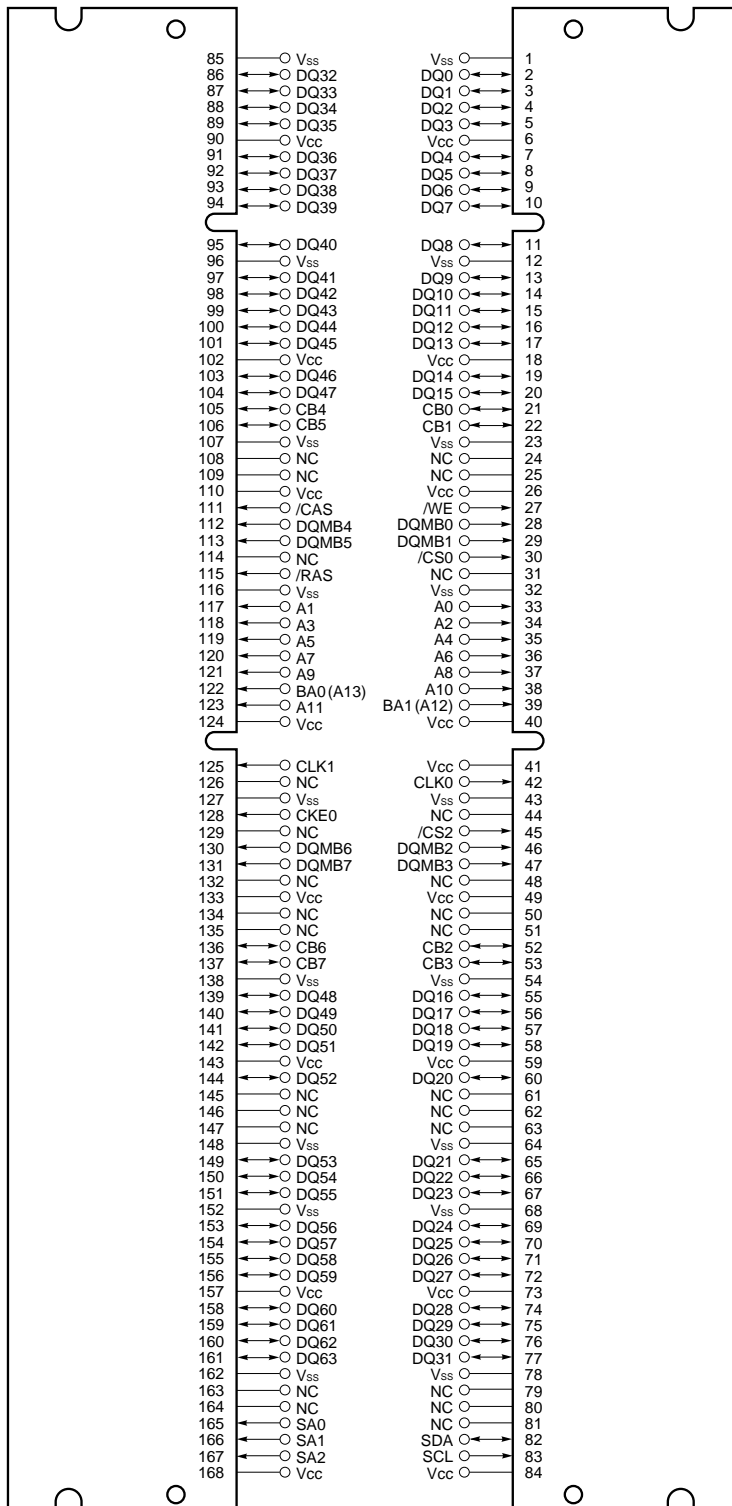 85 Vss Vss 1
86 DQ32 DQ0 2
87 DQ33 DQ1 3
88 DQ34 DQ2 4
89 DQ35 DQ3 5
90 Vcc Vcc 6
91 DQ36 DQ4 7
92 DQ37 DQ5 8
93 DQ38 DQ6 9
94 DQ39 DQ7 10
95 DQ40 DQ8 11
96 Vss Vss 12
97 DQ41 DQ9 13
98 DQ42 DQ10 14
99 DQ43 DQ11 15
100 DQ44 DQ12 16
101 DQ45 DQ13 17
102 Vcc Vcc 18
103 DQ46 DQ14 19
104 DQ47 DQ15 20
105 CB4 CB0 21
106 CB5 CB1 22
107 Vss Vss 23
108 NC NC 24
109 NC NC 25
110 Vcc Vcc 26
111 /CAS /WE 27
112 DQMB4 DQMB0 28
113 DQMB5 DQMB1 29
114 NC /CS0 30
115 /RAS NC 31
116 Vss Vss 32
117 A1 A0 33
118 A3 A2 34
119 A5 A4 35
120 A7 A6 36
121 A9 A8 37
122 BA0 (A13) A10 38
123 A11 BA1 (A12) 39
124 Vcc Vcc 40
125 CLK1 Vcc 41
126 NC CLK0 42
127 Vss Vss 43
128 CKE0 NC 44
129 NC /CS2 45
130 DQMB6 DQMB2 46
131 DQMB7 DQMB3 47
132 NC NC 48
133 Vcc Vcc 49
134 NC NC 50
135 NC NC 51
136 CB6 CB2 52
137 CB7 CB3 53
138 Vss Vss 54
139 DQ48 DQ16 55
140 DQ49 DQ17 56
141 DQ50 DQ18 57
142 DQ51 DQ19 58
143 Vcc Vcc 59
144 DQ52 DQ20 60
145 NC NC 61
146 NC NC 62
147 NC NC 63
148 Vss Vss 64
149 DQ53 DQ21 65
150 DQ54 DQ22 66
151 DQ55 DQ23 67
152 Vss Vss 68
153 DQ56 DQ24 69
154 DQ57 DQ25 70
155 DQ58 DQ26 71
156 DQ59 DQ27 72
157 Vcc Vcc 73
158 DQ60 DQ28 74
159 DQ61 DQ29 75
160 DQ62 DQ30 76
161 DQ63 DQ31 77
162 Vss Vss 78
163 NC NC 79
164 NC NC 80
165 SA0 NC 81
166 SA1 SDA 82
167 SA2 SCL 83
168 Vcc Vcc 84